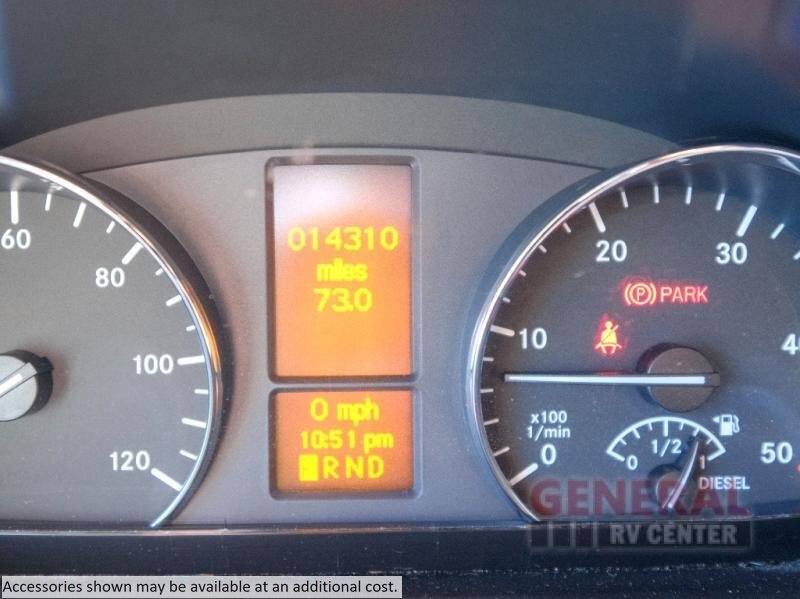 60
80
100
120
014310
miles
73.0
0 mph
10:51 pm
P R N D
0
10
20
30
40
50
x100
1/min
PARK
0 1/2 1
DIESEL
GENERAL
RV CENTER
Accessories shown may be available at an additional cost.